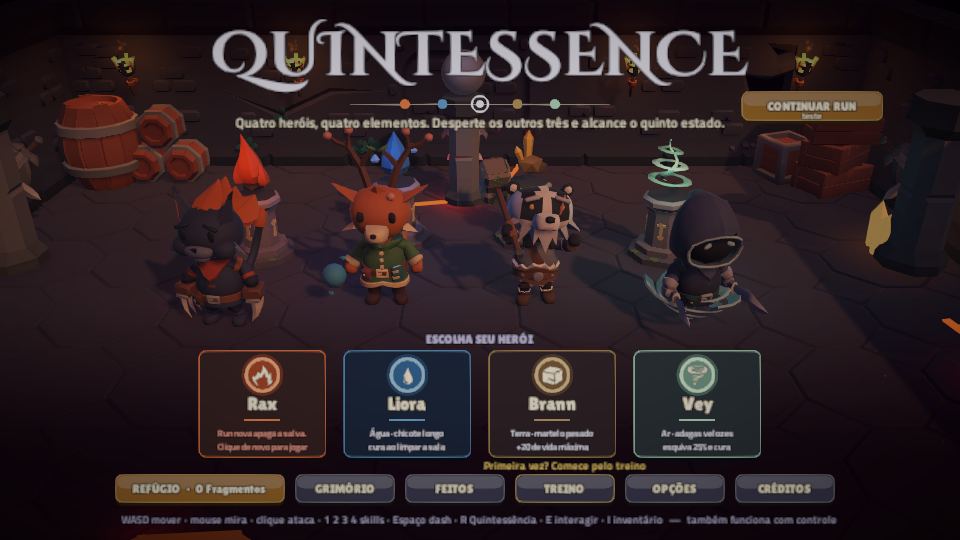 QUINTESSENCE
Quatro heróis, quatro elementos. Desperte os outros três e alcance o quinto estado.
CONTINUAR RUN
teste
ESCOLHA SEU HERÓI
Rax
Run nova apaga a salva.
Clique de novo para jogar
Liora
Água · chicote longo
cura ao limpar a sala
Brann
Terra · martelo pesado
+20 de vida máxima
Vey
Ar · adagas velozes
esquiva 25% e cura
Primeira vez? Comece pelo treino
REFÚGIO · 0 Fragmentos
GRIMÓRIO
FEITOS
TREINO
OPÇÕES
CRÉDITOS
WASD mover · mouse mira · clique ataca · 1 2 3 4 skills · Espaço dash · R Quintessência · E interagir · I inventário — também funciona com controle